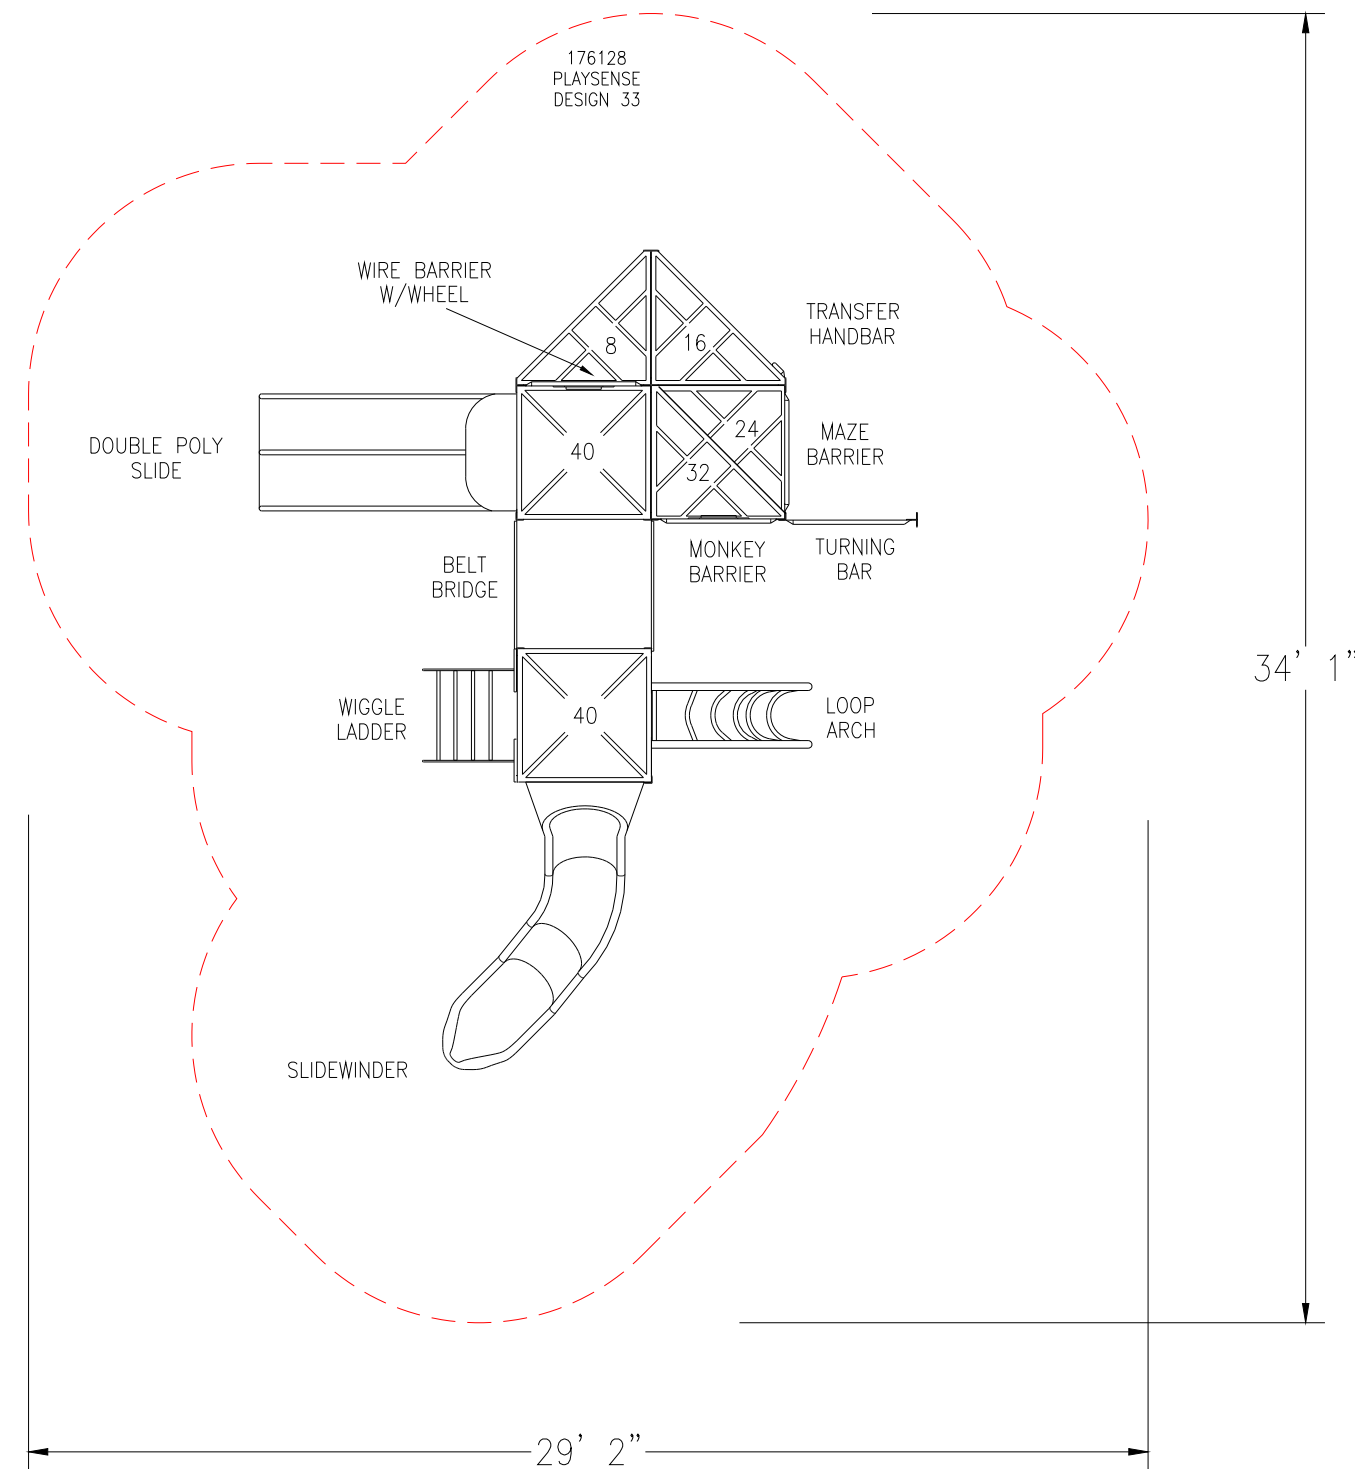 176128
PLAYSENSE
DESIGN 33
WIRE BARRIER
W/WHEEL
TRANSFER
HANDBAR
8
16
DOUBLE POLY
SLIDE
40
24
32
MAZE
BARRIER
BELT
BRIDGE
MONKEY
BARRIER
TURNING
BAR
34' 1"
WIGGLE
LADDER
40
LOOP
ARCH
SLIDEWINDER
29' 2"